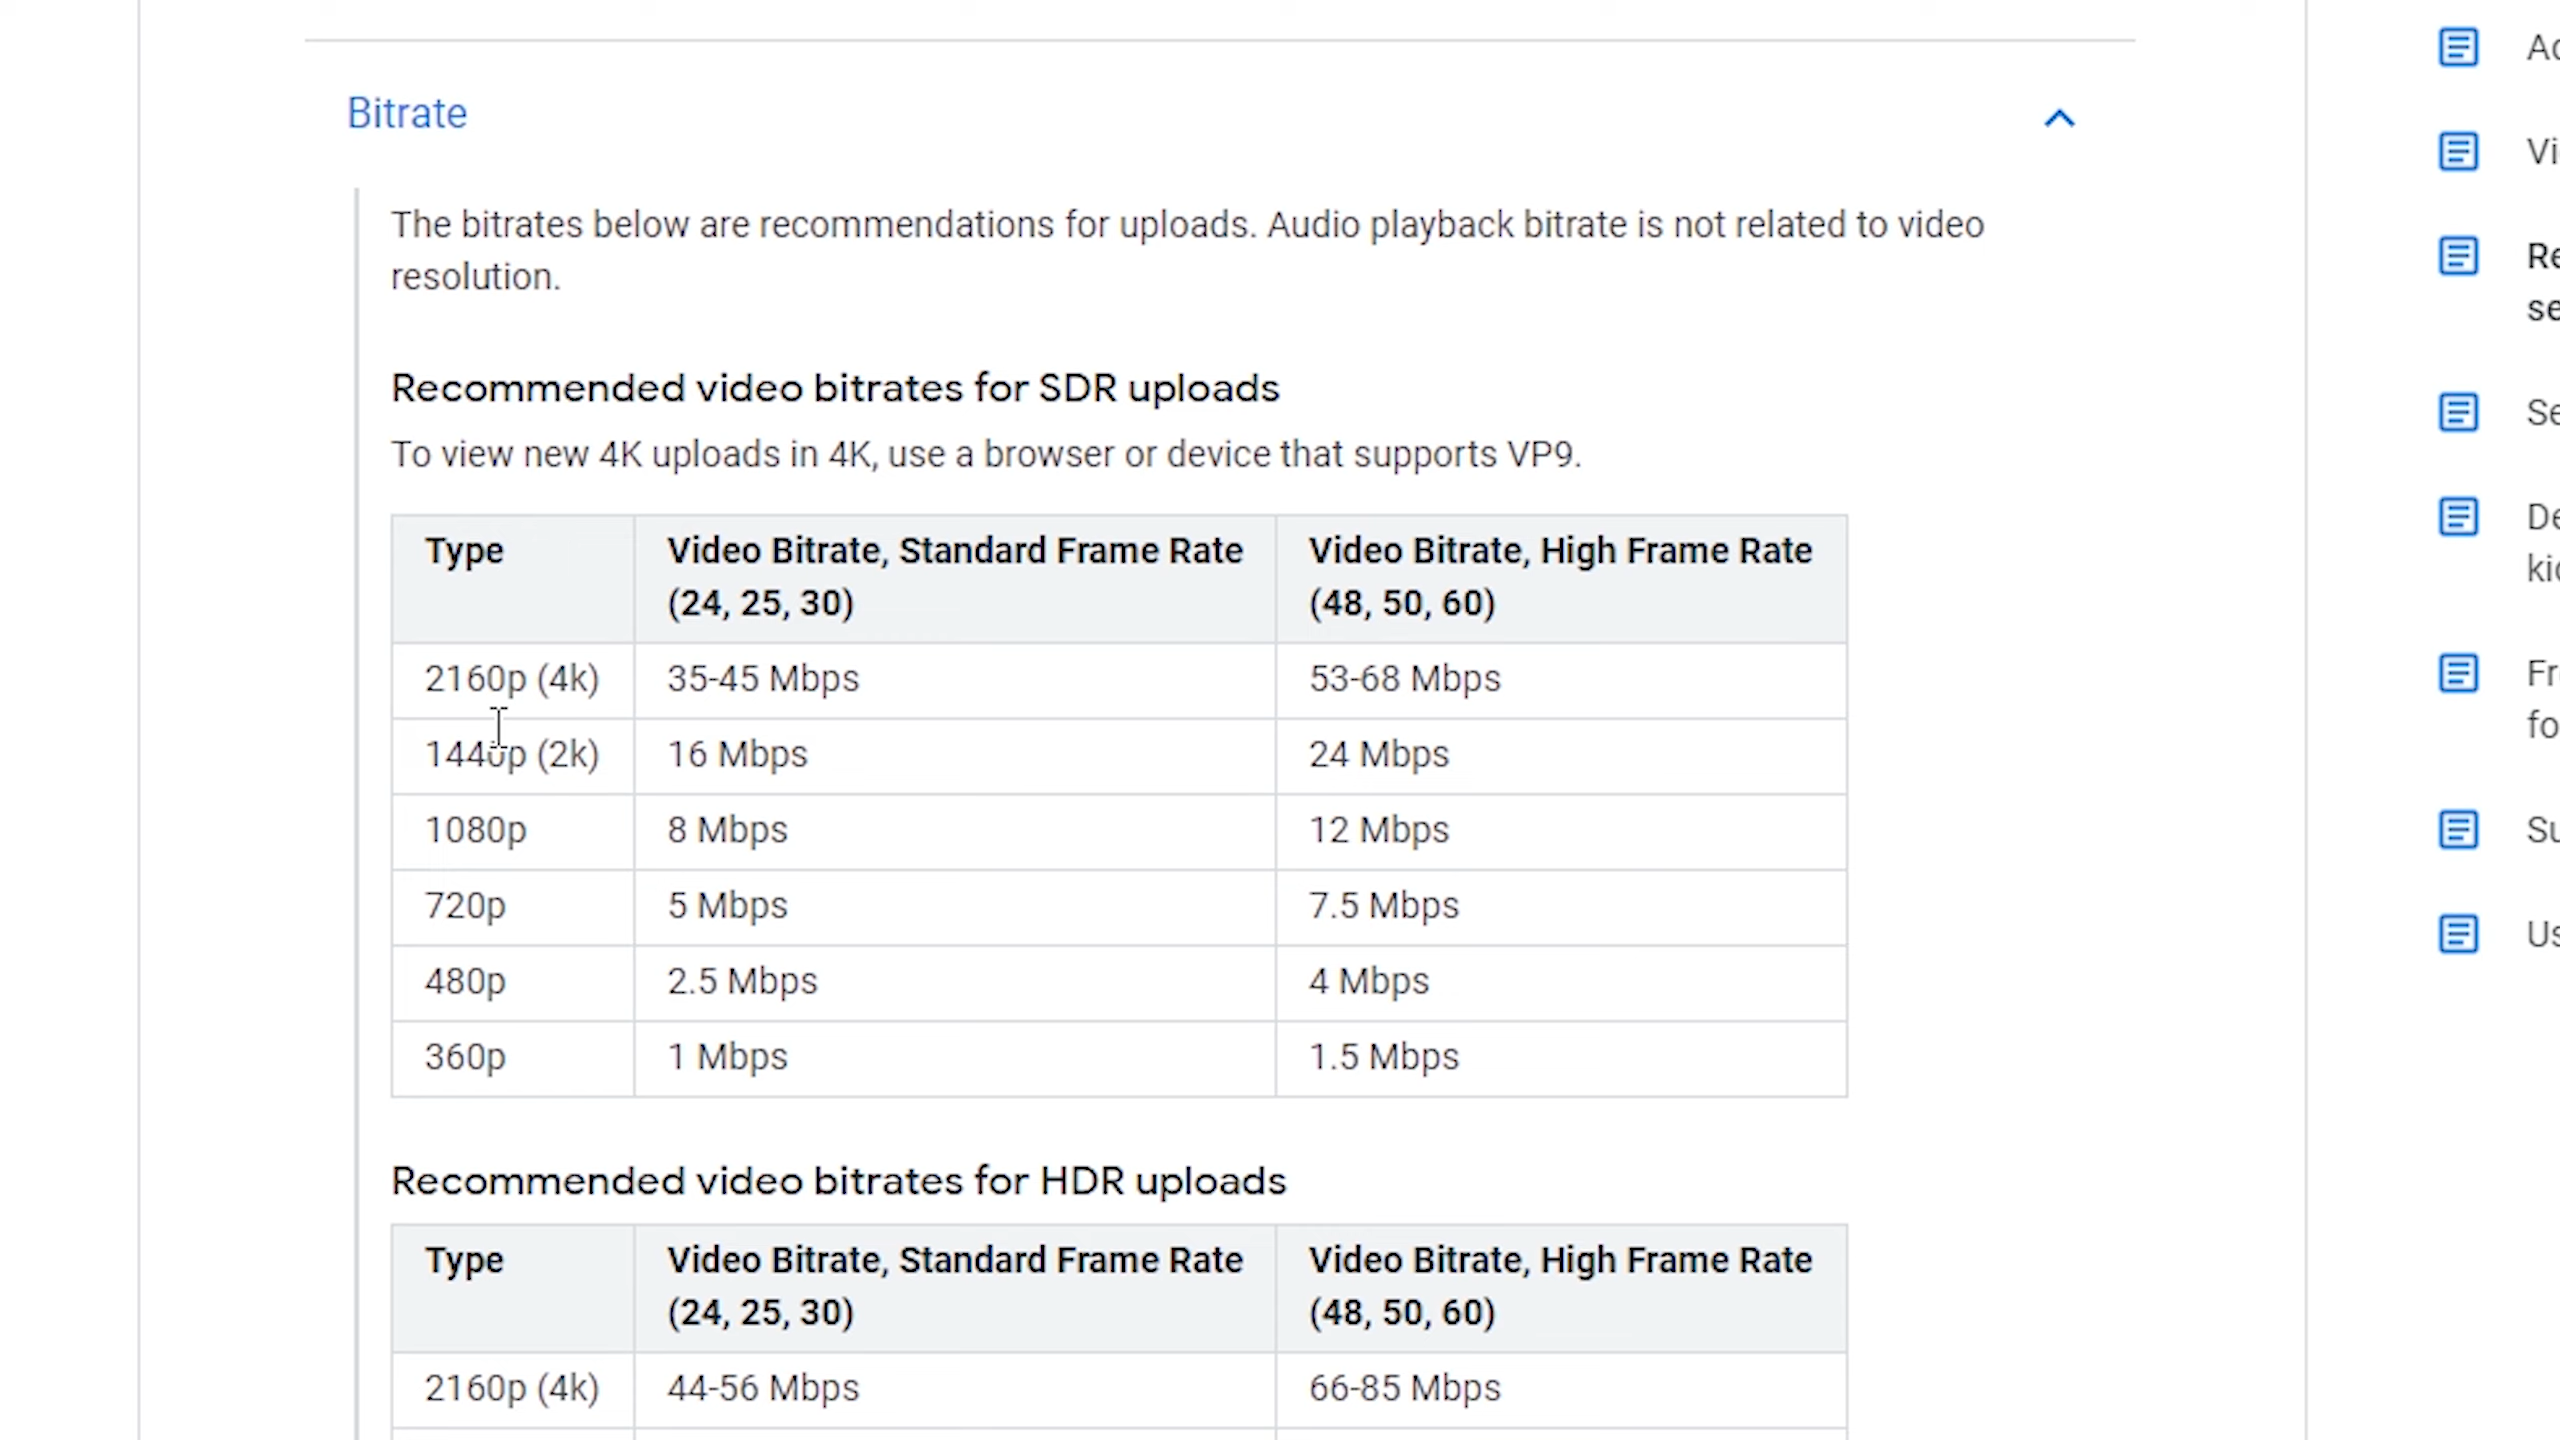 Bitrate
The bitrates below are recommendations for uploads. Audio playback bitrate is not related to video
resolution.
Recommended video bitrates for SDR uploads
To view new 4K uploads in 4K, use a browser or device that supports VP9.
Type Video Bitrate, Standard Frame Rate (24, 25, 30) Video Bitrate, High Frame Rate (48, 50, 60)
2160p (4k) 35-45 Mbps 53-68 Mbps
1440p (2k) 16 Mbps 24 Mbps
1080p 8 Mbps 12 Mbps
720p 5 Mbps 7.5 Mbps
480p 2.5 Mbps 4 Mbps
360p 1 Mbps 1.5 Mbps
Recommended video bitrates for HDR uploads
Type Video Bitrate, Standard Frame Rate (24, 25, 30) Video Bitrate, High Frame Rate (48, 50, 60)
2160p (4k) 44-56 Mbps 66-85 Mbps